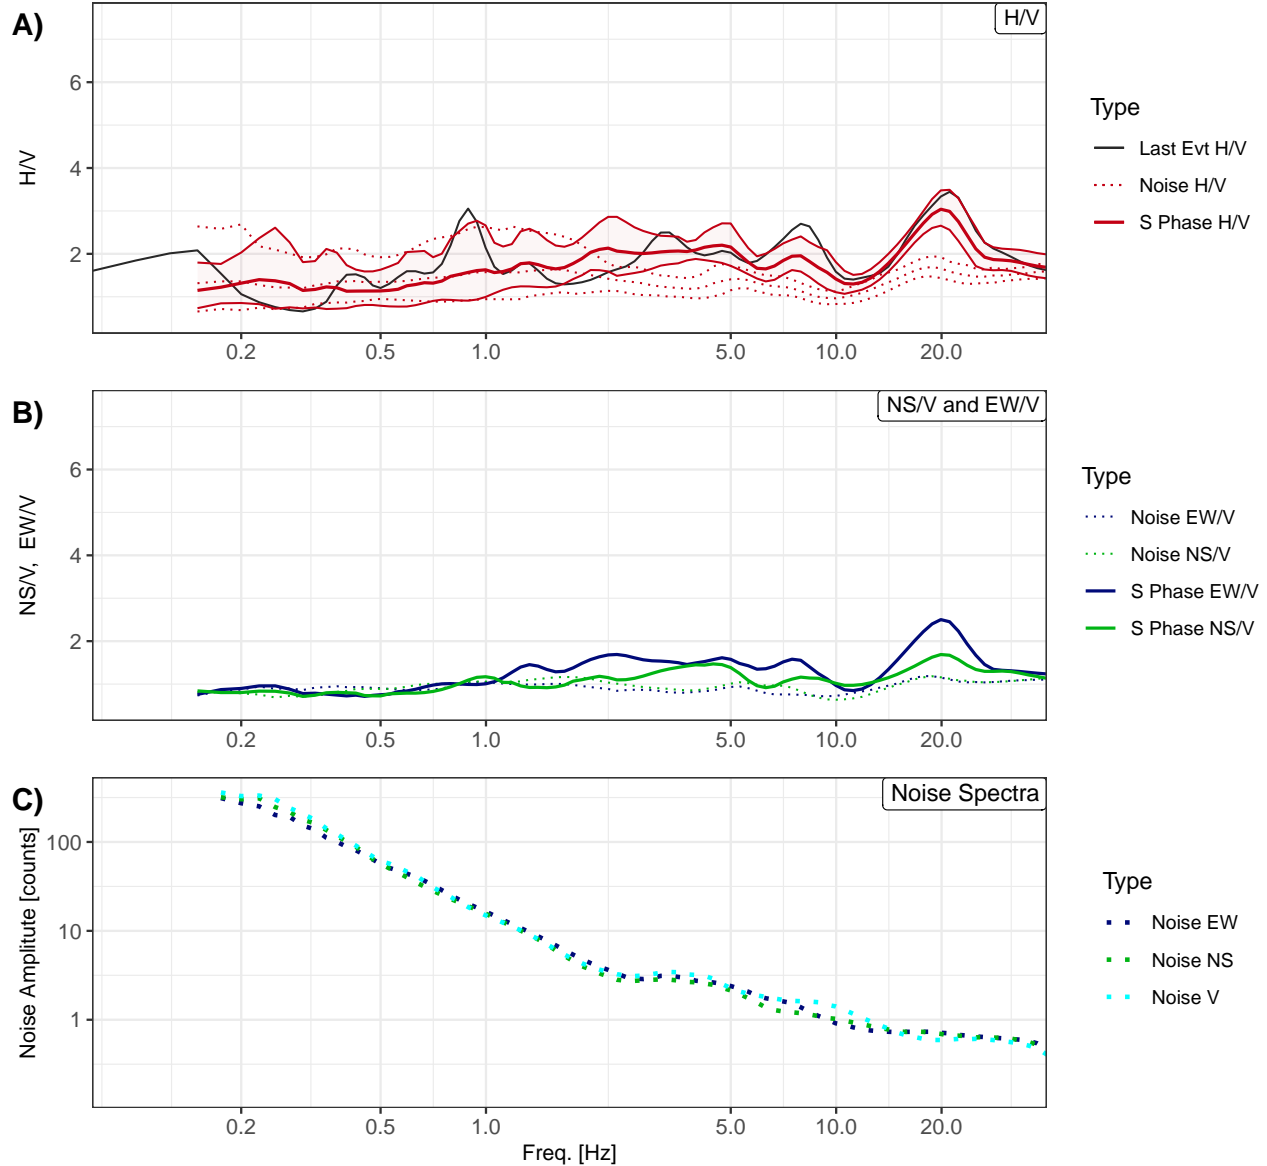 A)
H/V
6
4
2
H/V
0.2 0.5 1.0 5.0 10.0 20.0
Type
Last Evt H/V
Noise H/V
S Phase H/V
B)
NS/V and EW/V
6
4
2
NS/V,  EW/V
0.2 0.5 1.0 5.0 10.0 20.0
Type
Noise EW/V
Noise NS/V
S Phase EW/V
S Phase NS/V
C)
Noise Spectra
100
10
1
Noise Amplitute [counts]
0.2 0.5 1.0 5.0 10.0 20.0
Freq. [Hz]
Type
Noise EW
Noise NS
Noise V